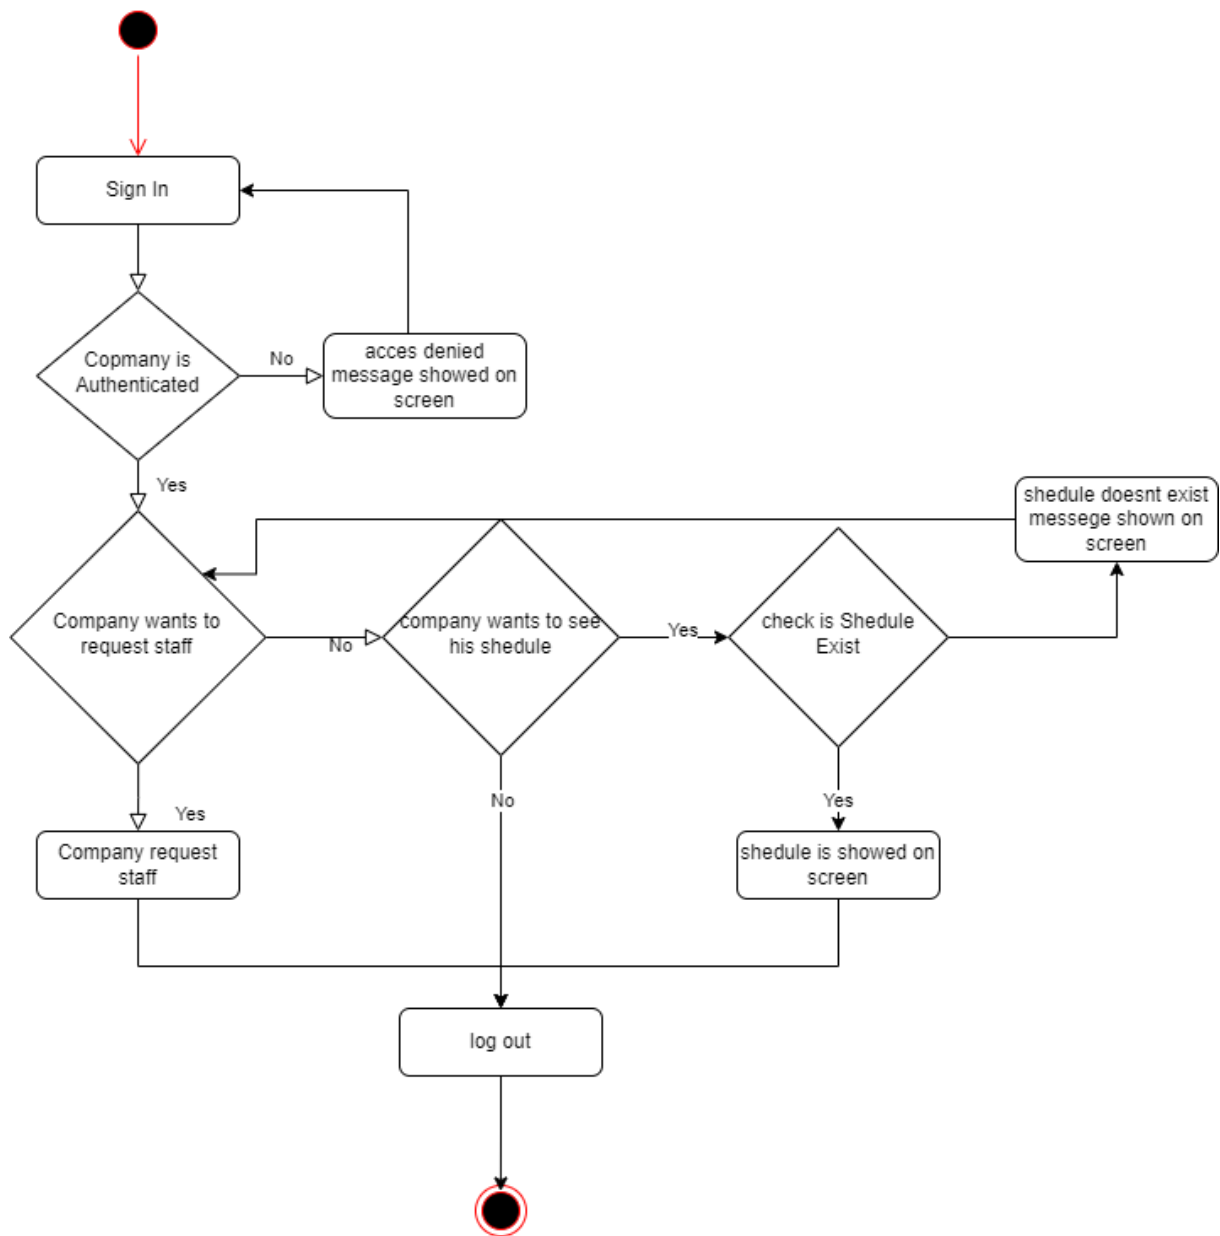 Sign In
Copmany is
Authenticated
No
acces denied
message showed on
screen
Yes
shedule doesnt exist
messege shown on
screen
Company wants to
request staff
No
company wants to see
his shedule
Yes
check is Shedule
Exist
Yes
No
Yes
Company request
staff
shedule is showed on
screen
log out